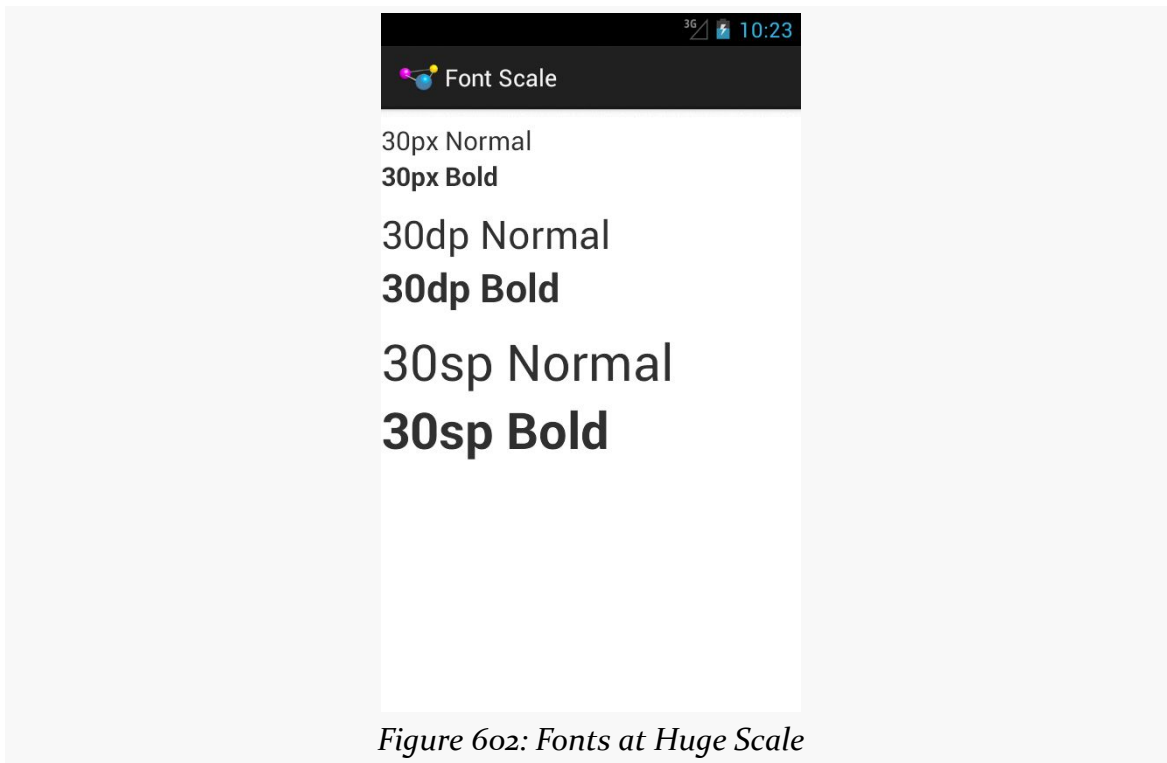 3G 10:23
Font Scale
30px Normal
30px Bold
30dp Normal
30dp Bold
30sp Normal
30sp Bold
Figure 602: Fonts at Huge Scale